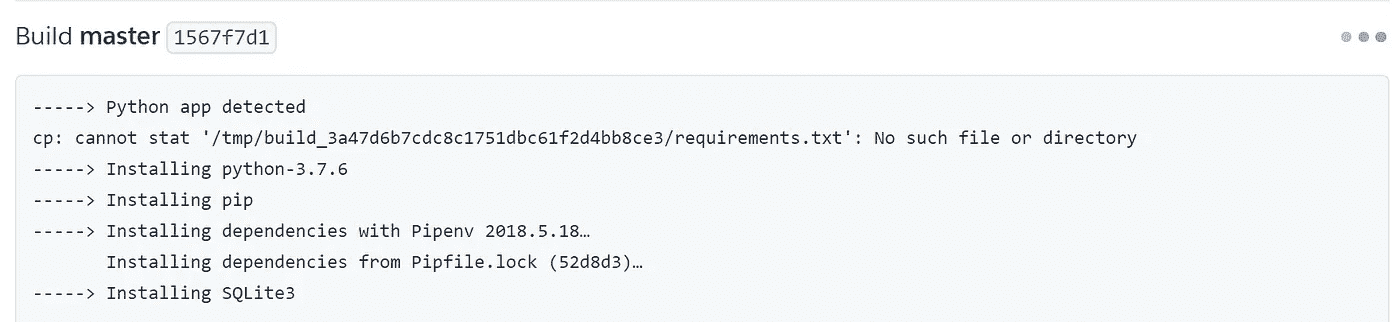 Build master 1567f7d1
-----> Python app detected
cp: cannot stat '/tmp/build_3a47d6b7cdc8c1751dbc61f2d4bb8ce3/requirements.txt': No such file or directory
-----> Installing python-3.7.6
-----> Installing pip
-----> Installing dependencies with Pipenv 2018.5.18…
       Installing dependencies from Pipfile.lock (52d8d3)…
-----> Installing SQLite3